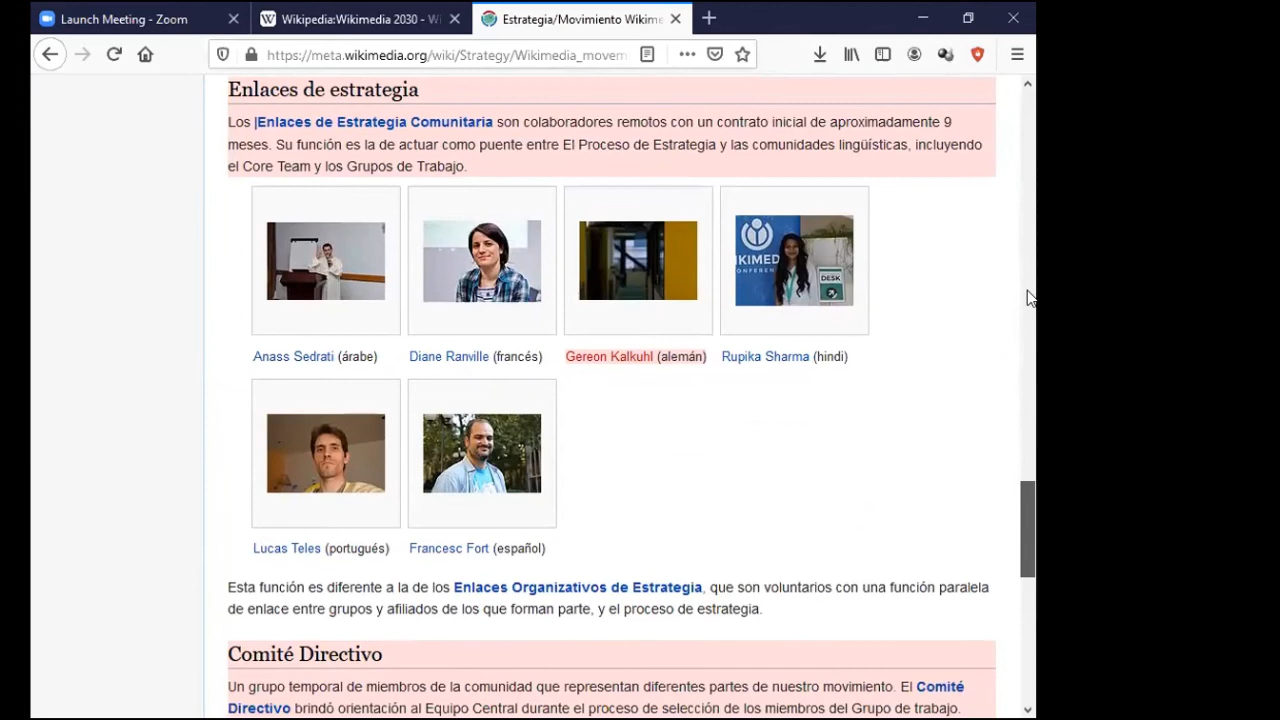 Launch Meeting - Zoom
Wikipedia:Wikimedia 2030 - Wi
Estrategia/Movimiento Wikime
https://meta.wikimedia.org/wiki/Strategy/Wikimedia_movem
Enlaces de estrategia
Los |Enlaces de Estrategia Comunitaria son colaboradores remotos con un contrato inicial de aproximadamente 9
meses. Su función es la de actuar como puente entre El Proceso de Estrategia y las comunidades lingüísticas, incluyendo
el Core Team y los Grupos de Trabajo.
IKIMED
CONFERENC
DESK
Anass Sedrati (árabe)
Diane Ranville (francés)
Gereon Kalkuhl (alemán)
Rupika Sharma (hindi)
Lucas Teles (portugués)
Francesc Fort (español)
Esta función es diferente a la de los Enlaces Organizativos de Estrategia, que son voluntarios con una función paralela
de enlace entre grupos y afiliados de los que forman parte, y el proceso de estrategia.
Comité Directivo
Un grupo temporal de miembros de la comunidad que representan diferentes partes de nuestro movimiento. El Comité
Directivo brindó orientación al Equipo Central durante el proceso de selección de los miembros del Grupo de trabajo.